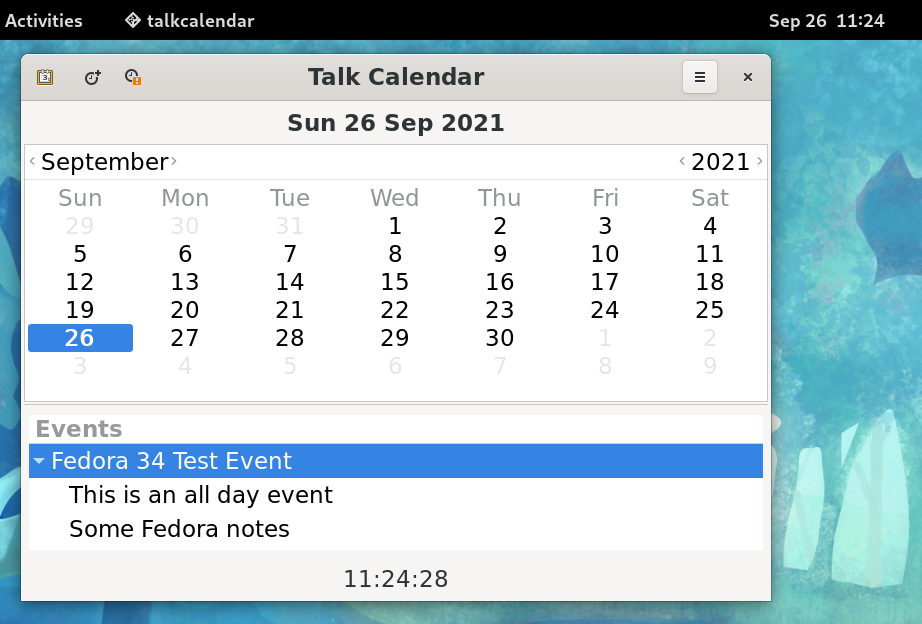 Activities talkcalendar Sep 26 11:24
Talk Calendar
Sun 26 Sep 2021
September 2021
Sun Mon Tue Wed Thu Fri Sat
29 30 31 1 2 3 4
5 6 7 8 9 10 11
12 13 14 15 16 17 18
19 20 21 22 23 24 25
26 27 28 29 30 1 2
3 4 5 6 7 8 9
Events
Fedora 34 Test Event
This is an all day event
Some Fedora notes
11:24:28